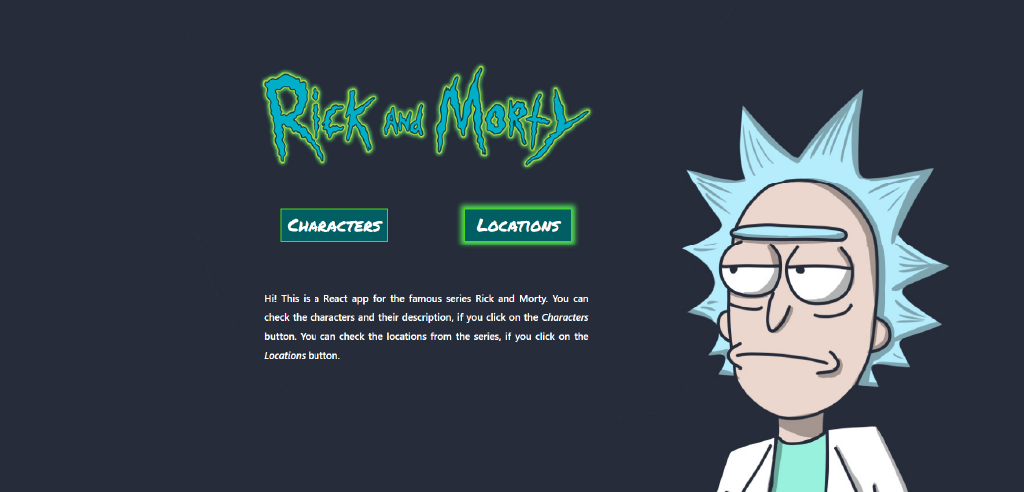 Rick and Morty
Characters
Locations
Hi! This is a React app for the famous series Rick and Morty. You can
check the characters and their description, if you click on the Characters
button. You can check the locations from the series, if you click on the
Locations button.